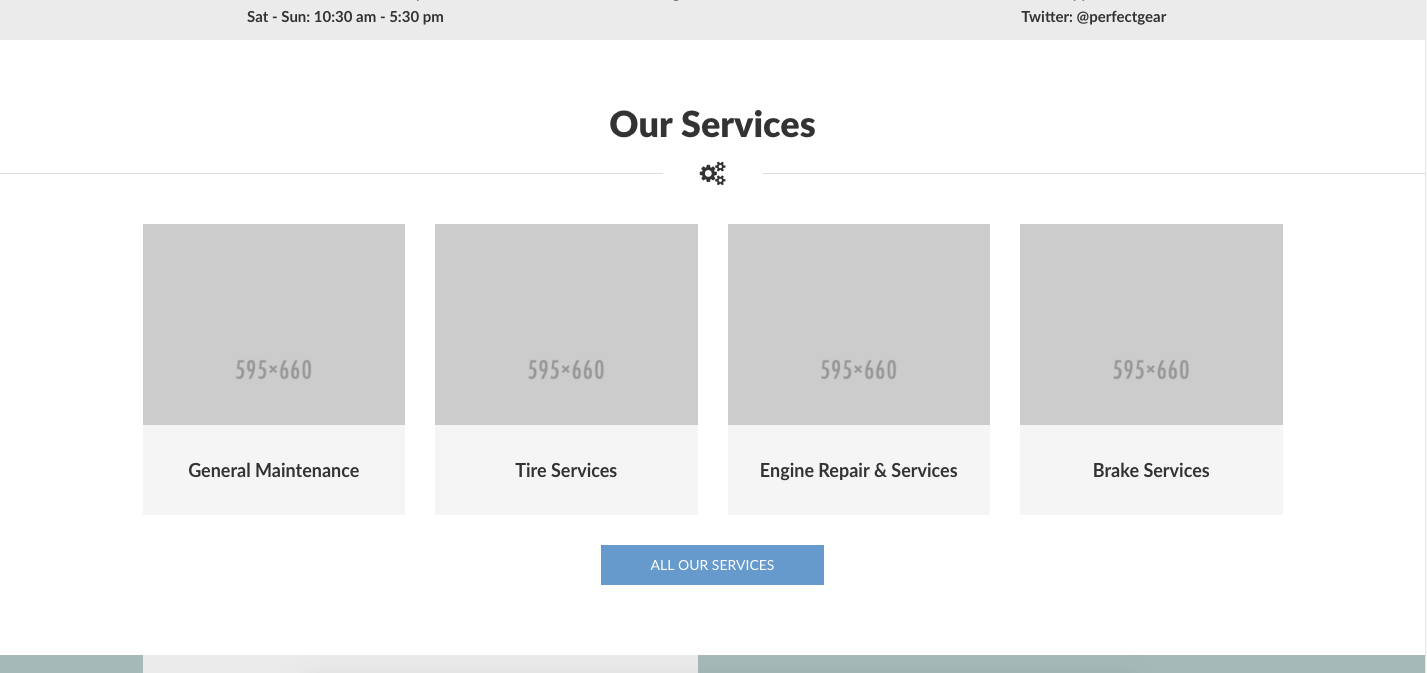 Sat - Sun: 10:30 am - 5:30 pm
Twitter: @perfectgear
Our Services
595×660
595×660
595×660
595×660
General Maintenance
Tire Services
Engine Repair & Services
Brake Services
ALL OUR SERVICES